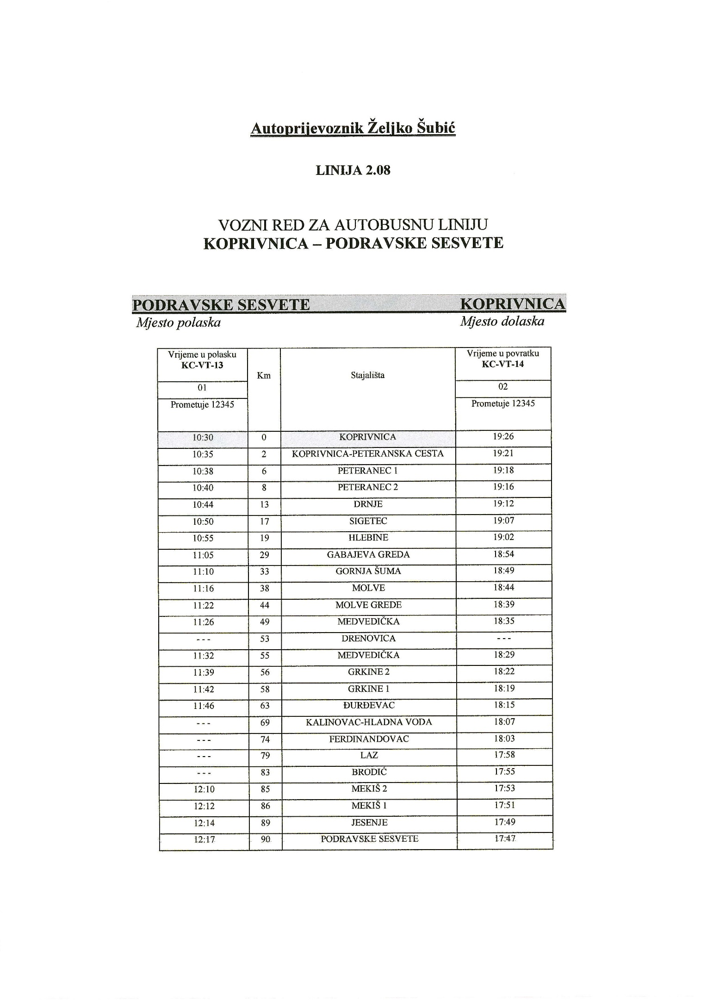 Autoprijevoznik Željko Šubić
LINIJA 2.08
VOZNI RED ZA AUTOBUSNU LINIJU
KOPRIVNICA – PODRAVSKE SESVETE
PODRAVSKE SESVETE KOPRIVNICA
Mjesto polaska Mjesto dolaska
Vrijeme u polasku KC-VT-13 Km Stajališta Vrijeme u povratku KC-VT-14
01 02
Prometuje 12345 Prometuje 12345
10:30 0 KOPRIVNICA 19:26
10:35 2 KOPRIVNICA-PETERANSKA CESTA 19:21
10:38 6 PETERANEC 1 19:18
10:40 8 PETERANEC 2 19:16
10:44 13 DRNJE 19:12
10:50 17 SIGETEC 19:07
10:55 19 HLEBINE 19:02
11:05 29 GABAJEVA GREDA 18:54
11:10 33 GORNJA ŠUMA 18:49
11:16 38 MOLVE 18:44
11:22 44 MOLVE GREDE 18:39
11:26 49 MEDVEDIČKA 18:35
--- 53 DRENOVICA ---
11:32 55 MEDVEDIČKA 18:29
11:39 56 GRKINE 2 18:22
11:42 58 GRKINE 1 18:19
11:46 63 ĐURĐEVAC 18:15
--- 69 KALINOVAC-HLADNA VODA 18:07
--- 74 FERDINANDOVAC 18:03
--- 79 LAZ 17:58
--- 83 BRODIĆ 17:55
12:10 85 MEKIŠ 2 17:53
12:12 86 MEKIŠ 1 17:51
12:14 89 JESENJE 17:49
12:17 90 PODRAVSKE SESVETE 17:47